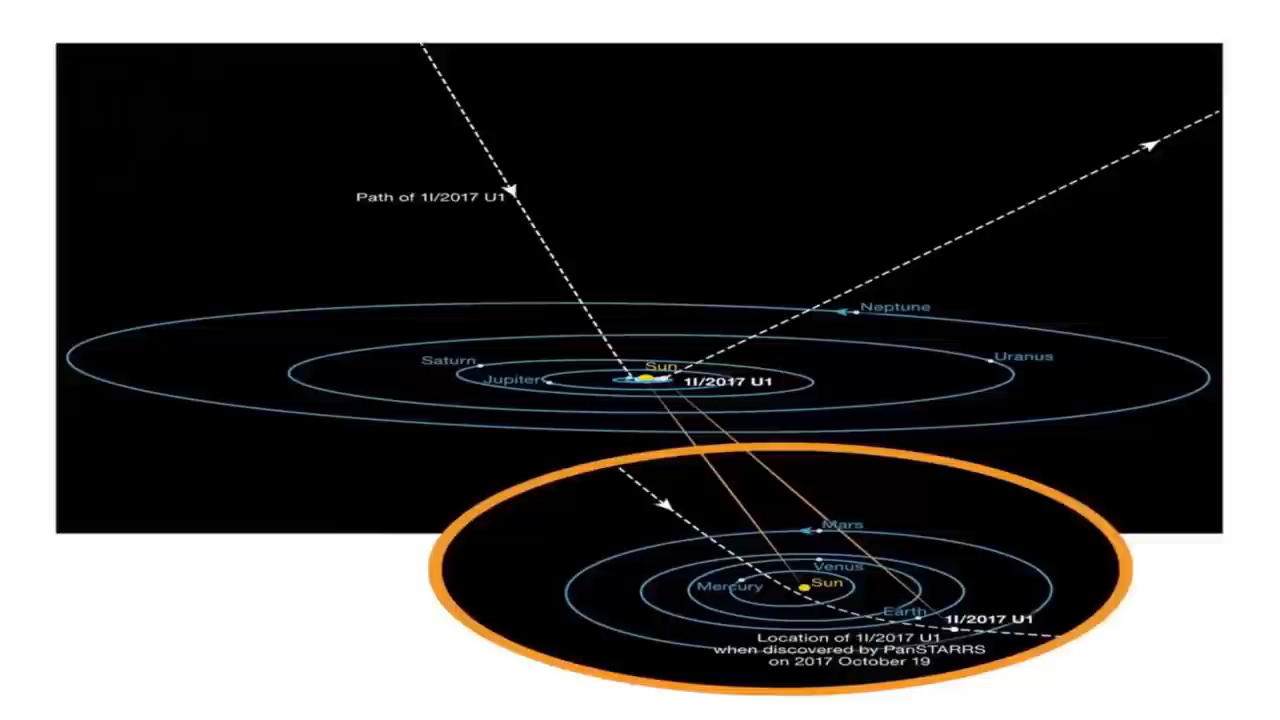 Path of 1I/2017 U1
Neptune
Saturn
Sun
Uranus
Jupiter
1I/2017 U1
Mars
Venus
Mercury
Sun
Earth
1I/2017 U1
Location of 1I/2017 U1
when discovered by PanSTARRS
on 2017 October 19